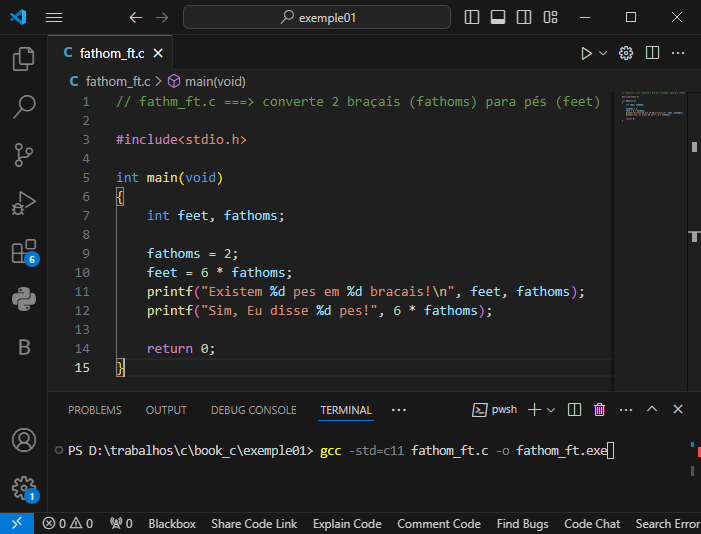 exemple01
C fathom_ft.c
C fathom_ft.c > main(void)
1 // fathm_ft.c ===> converte 2 braçais (fathoms) para pés (feet)
2
3 #include<stdio.h>
4
5 int main(void)
6 {
7 int feet, fathoms;
8
9 fathoms = 2;
10 feet = 6 * fathoms;
11 printf("Existem %d pes em %d bracais!\n", feet, fathoms);
12 printf("Sim, Eu disse %d pes!", 6 * fathoms);
13
14 return 0;
15 }
6
B
PROBLEMS OUTPUT DEBUG CONSOLE TERMINAL ... pwsh
PS D:\trabalhos\c\book_c\exemple01> gcc -std=c11 fathom_ft.c -o fathom_ft.exe
1
0 0 0 Blackbox Share Code Link Explain Code Comment Code Find Bugs Code Chat Search Error